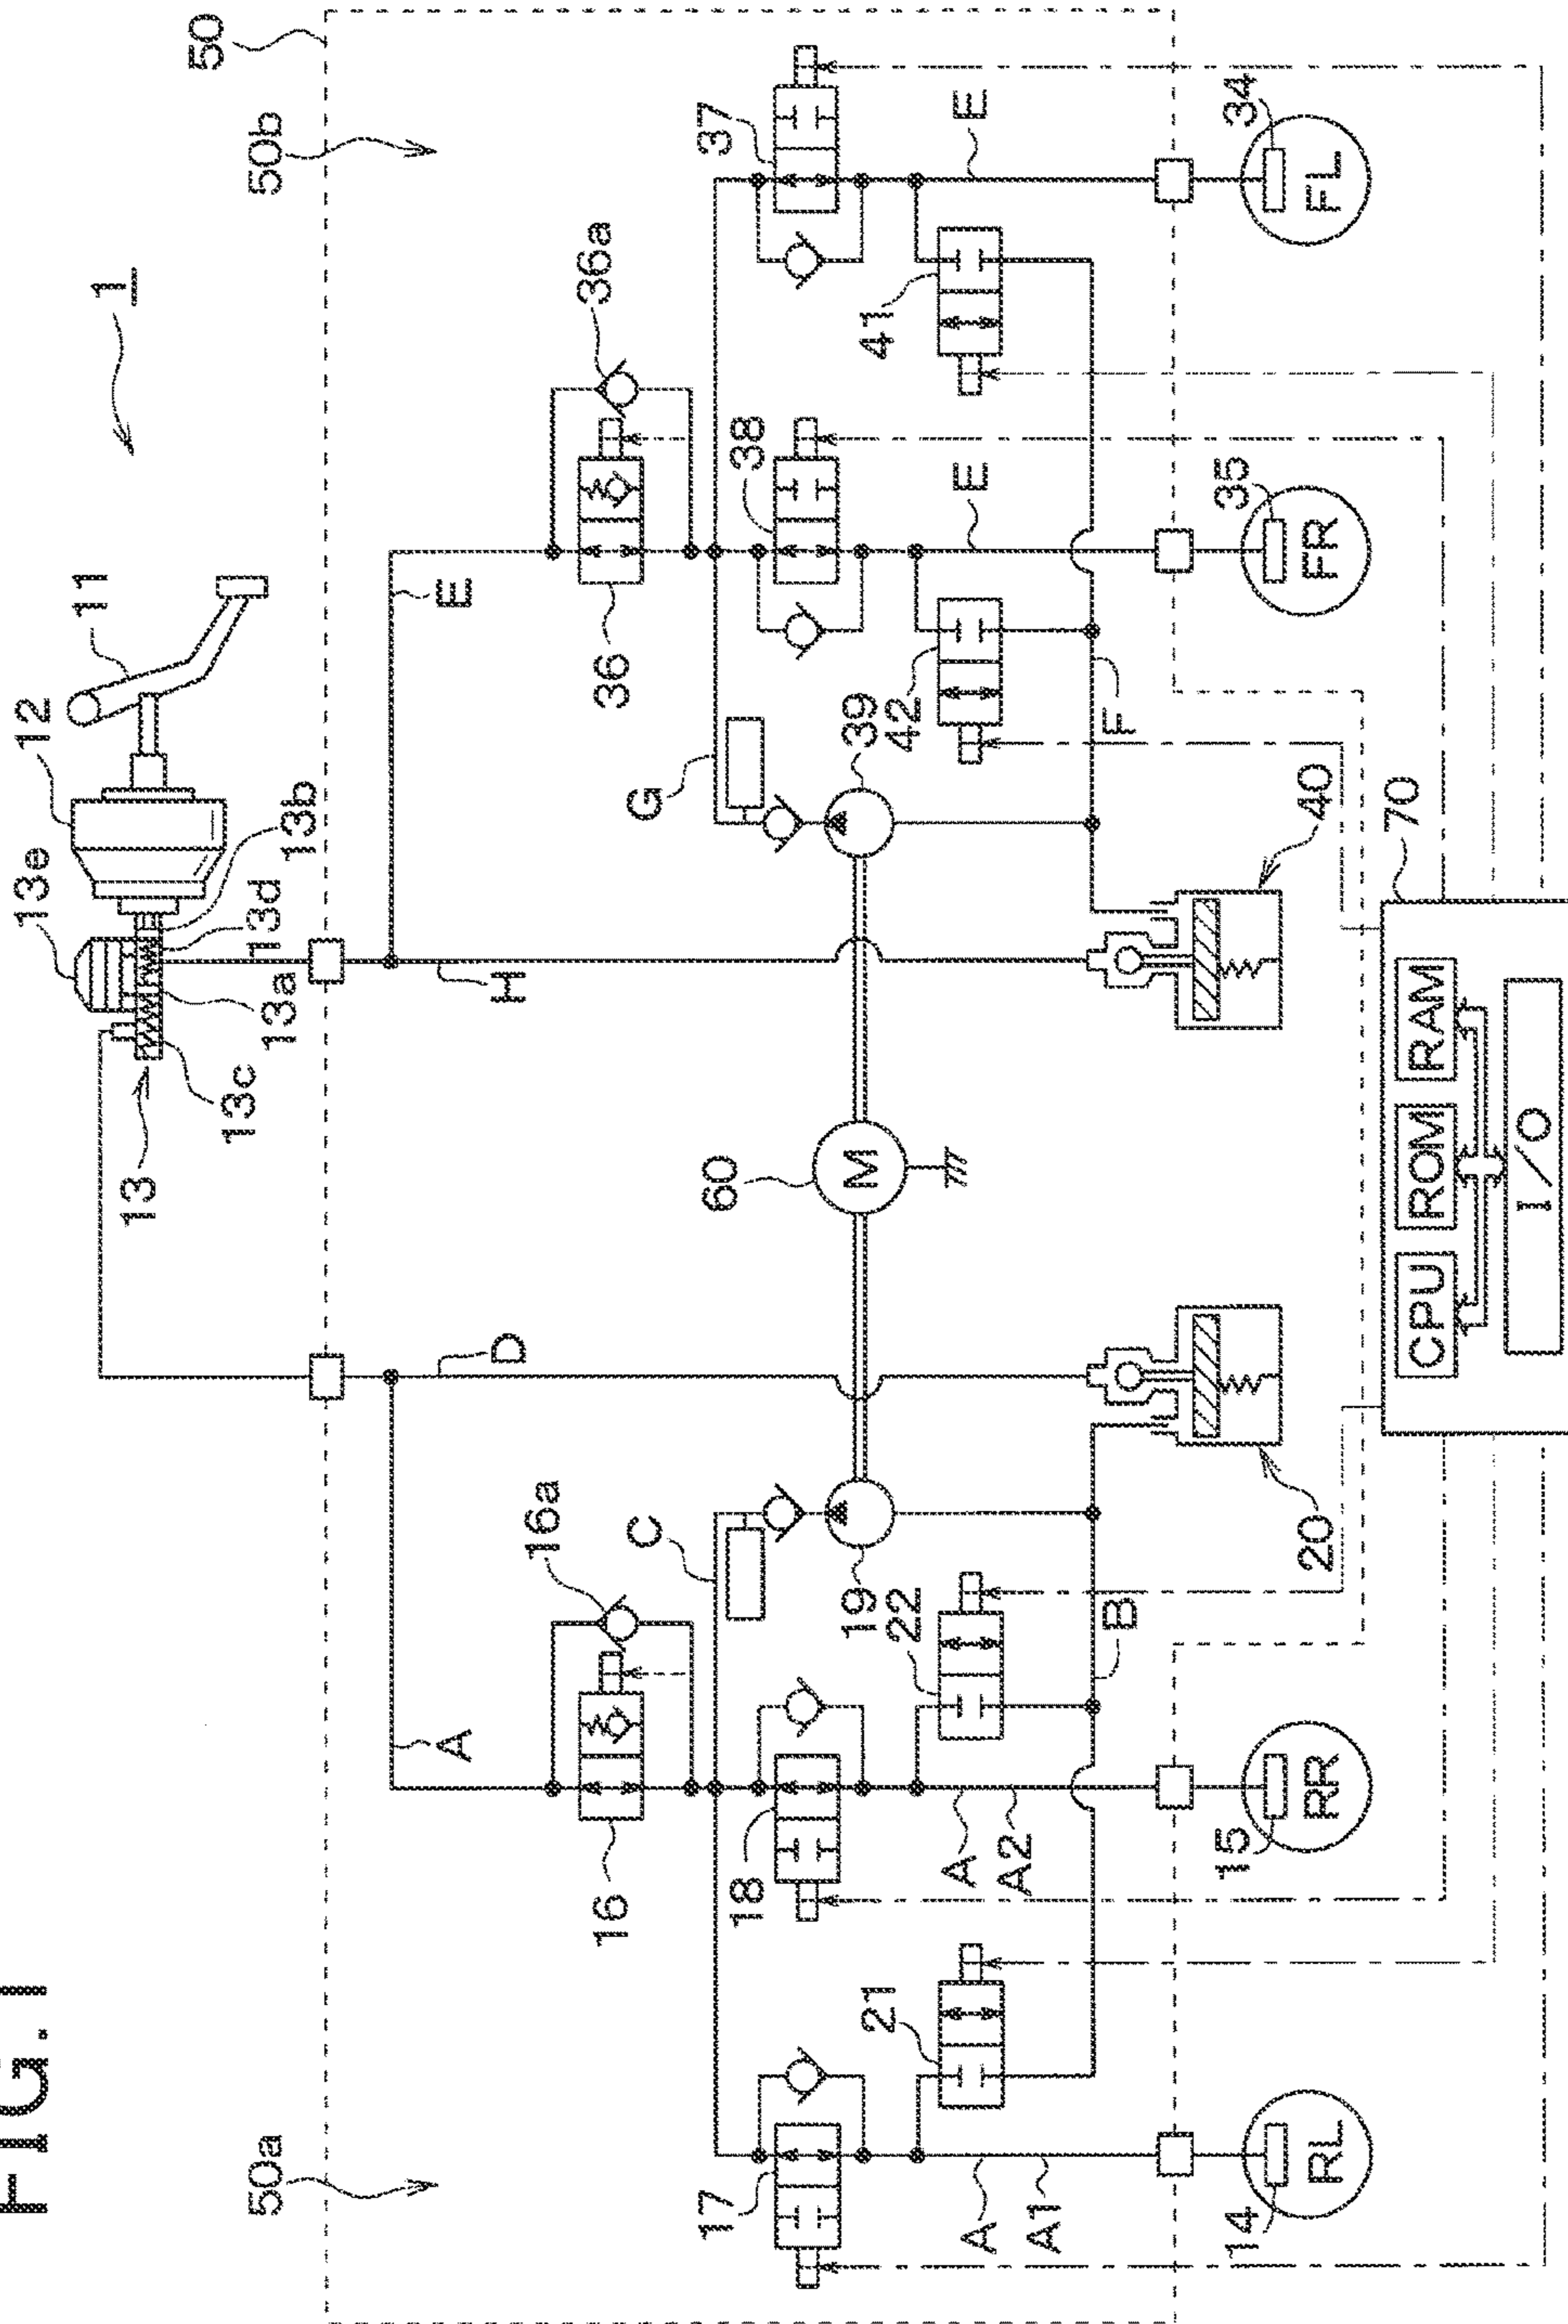 FIG. 1
1
11
12
13
13a
13b
13c
13d
13e
50
50a
50b
A
D
E
H
16
16a
36
36a
C
G
17
18
38
37
19
22
60
M
39
42
21
41
A
A1
A
A2
B
F
E
E
20
40
14
RL
15
RR
35
FR
34
FL
70
CPU
ROM
RAM
I/O